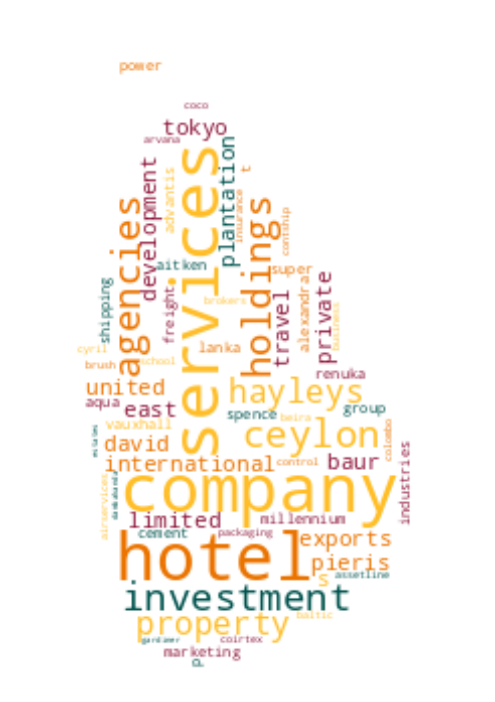 power
coco
tokyo
arvana
services
plantation
development
advantis
t
insurance
agencies
holdings
contship
aitken
super
private
shipping
freight
travel
alexandra
brokers
business
cyril
school
lanka
brush
renuka
united
hayleys
aqua
east
spence
beira
group
vauxhall
ceylon
colombo
estates
david
international
control
baur
industries
company
airservices
limited
millennium
cement
packaging
hotel
exports
pieris
s
assetline
investment
property
baltic
gardiner
coirtex
marketing
p